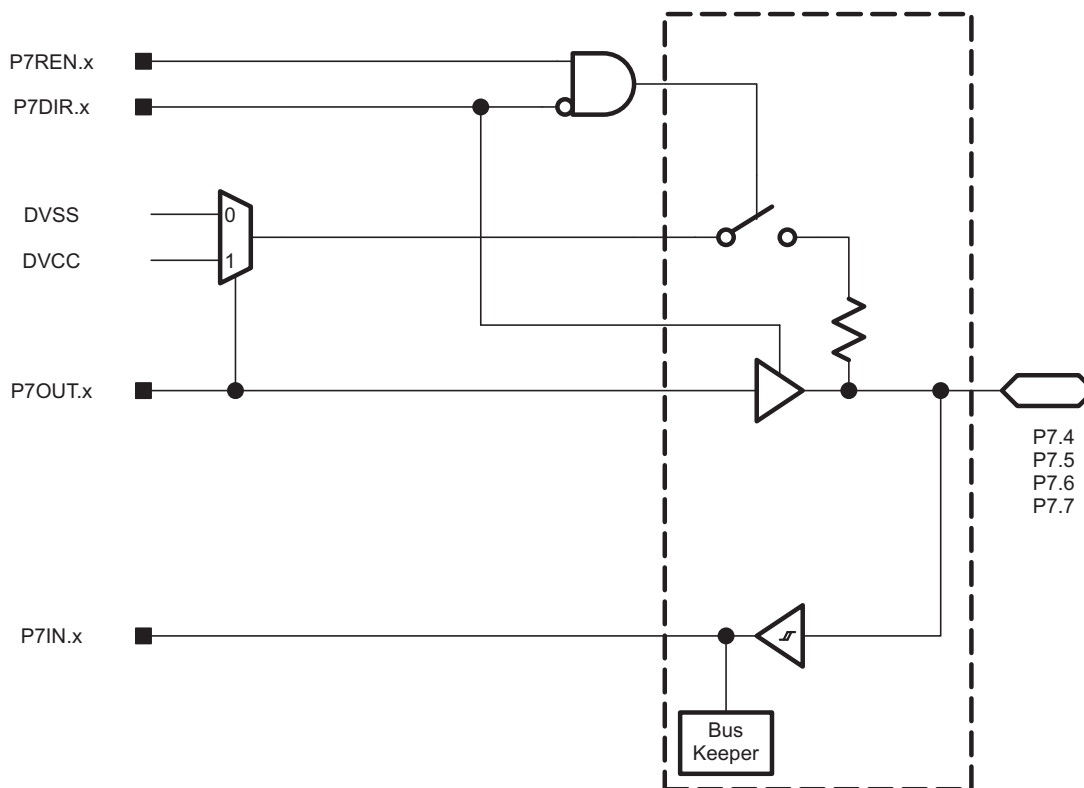 P7REN.x
P7DIR.x
DVSS
0
DVCC
1
P7OUT.x
P7.4
P7.5
P7.6
P7.7
P7IN.x
Bus
Keeper